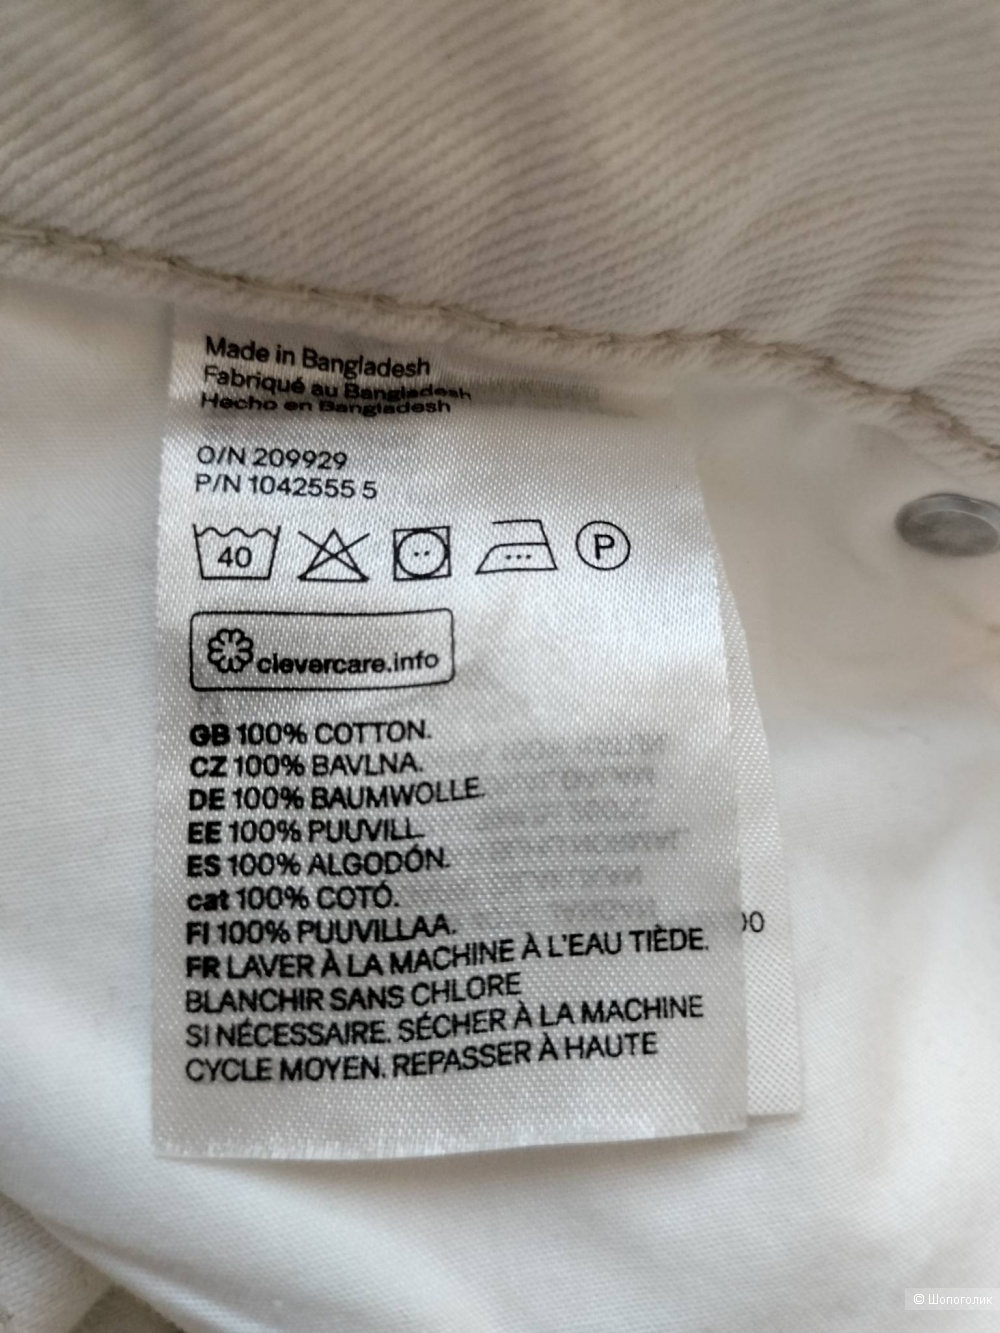 Made in Bangladesh
Fabriqué au Bangladesh
Hecho en Bangladesh
O/N 209929
P/N 1042555 5
40
P
clevercare.info
GB 100% COTTON.
CZ 100% BAVLNA.
DE 100% BAUMWOLLE.
EE 100% PUUVILL
ES 100% ALGODÓN.
cat 100% COTÓ.
FI 100% PUUVILLAA.
FR LAVER À LA MACHINE À L'EAU TIÈDE.
BLANCHIR SANS CHLORE
SI NÉCESSAIRE. SÉCHER À LA MACHINE
CYCLE MOYEN. REPASSER À HAUTE
© Шопоголик